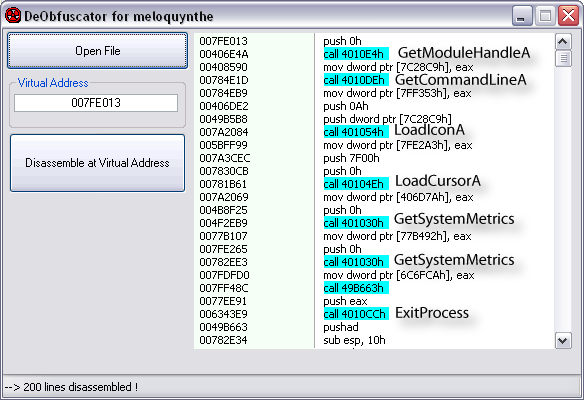 DeObfuscator for meloquynthe
Open File
Virtual Address
007FE013
Disassemble at Virtual Address
007FE013 push 0h
00406E4A call 4010E4h GetModuleHandleA
00408590 mov dword ptr [7C28C9h], eax
00784E1D call 4010DEh GetCommandLineA
00784EB9 mov dword ptr [7FF353h], eax
00406DE2 push 0Ah
0049B5B8 push dword ptr [7C28C9h]
007A2084 call 401054h LoadIconA
005BFF99 mov dword ptr [7FE2A3h], eax
007A3CEC push 7F00h
007830CB push 0h
00781B61 call 40104Eh LoadCursorA
007A2069 mov dword ptr [406D7Ah], eax
004B8F25 push 0h
004F2EB9 call 401030h GetSystemMetrics
0077B107 mov dword ptr [77B492h], eax
007FE265 push 0h
00782EE3 call 401030h GetSystemMetrics
007FDFD0 mov dword ptr [6C6FCAh], eax
007FF48C call 49B663h
0077EE91 push eax
006343E9 call 4010CCh ExitProcess
0049B663 pushad
00782E34 sub esp, 10h
--> 200 lines disassembled !